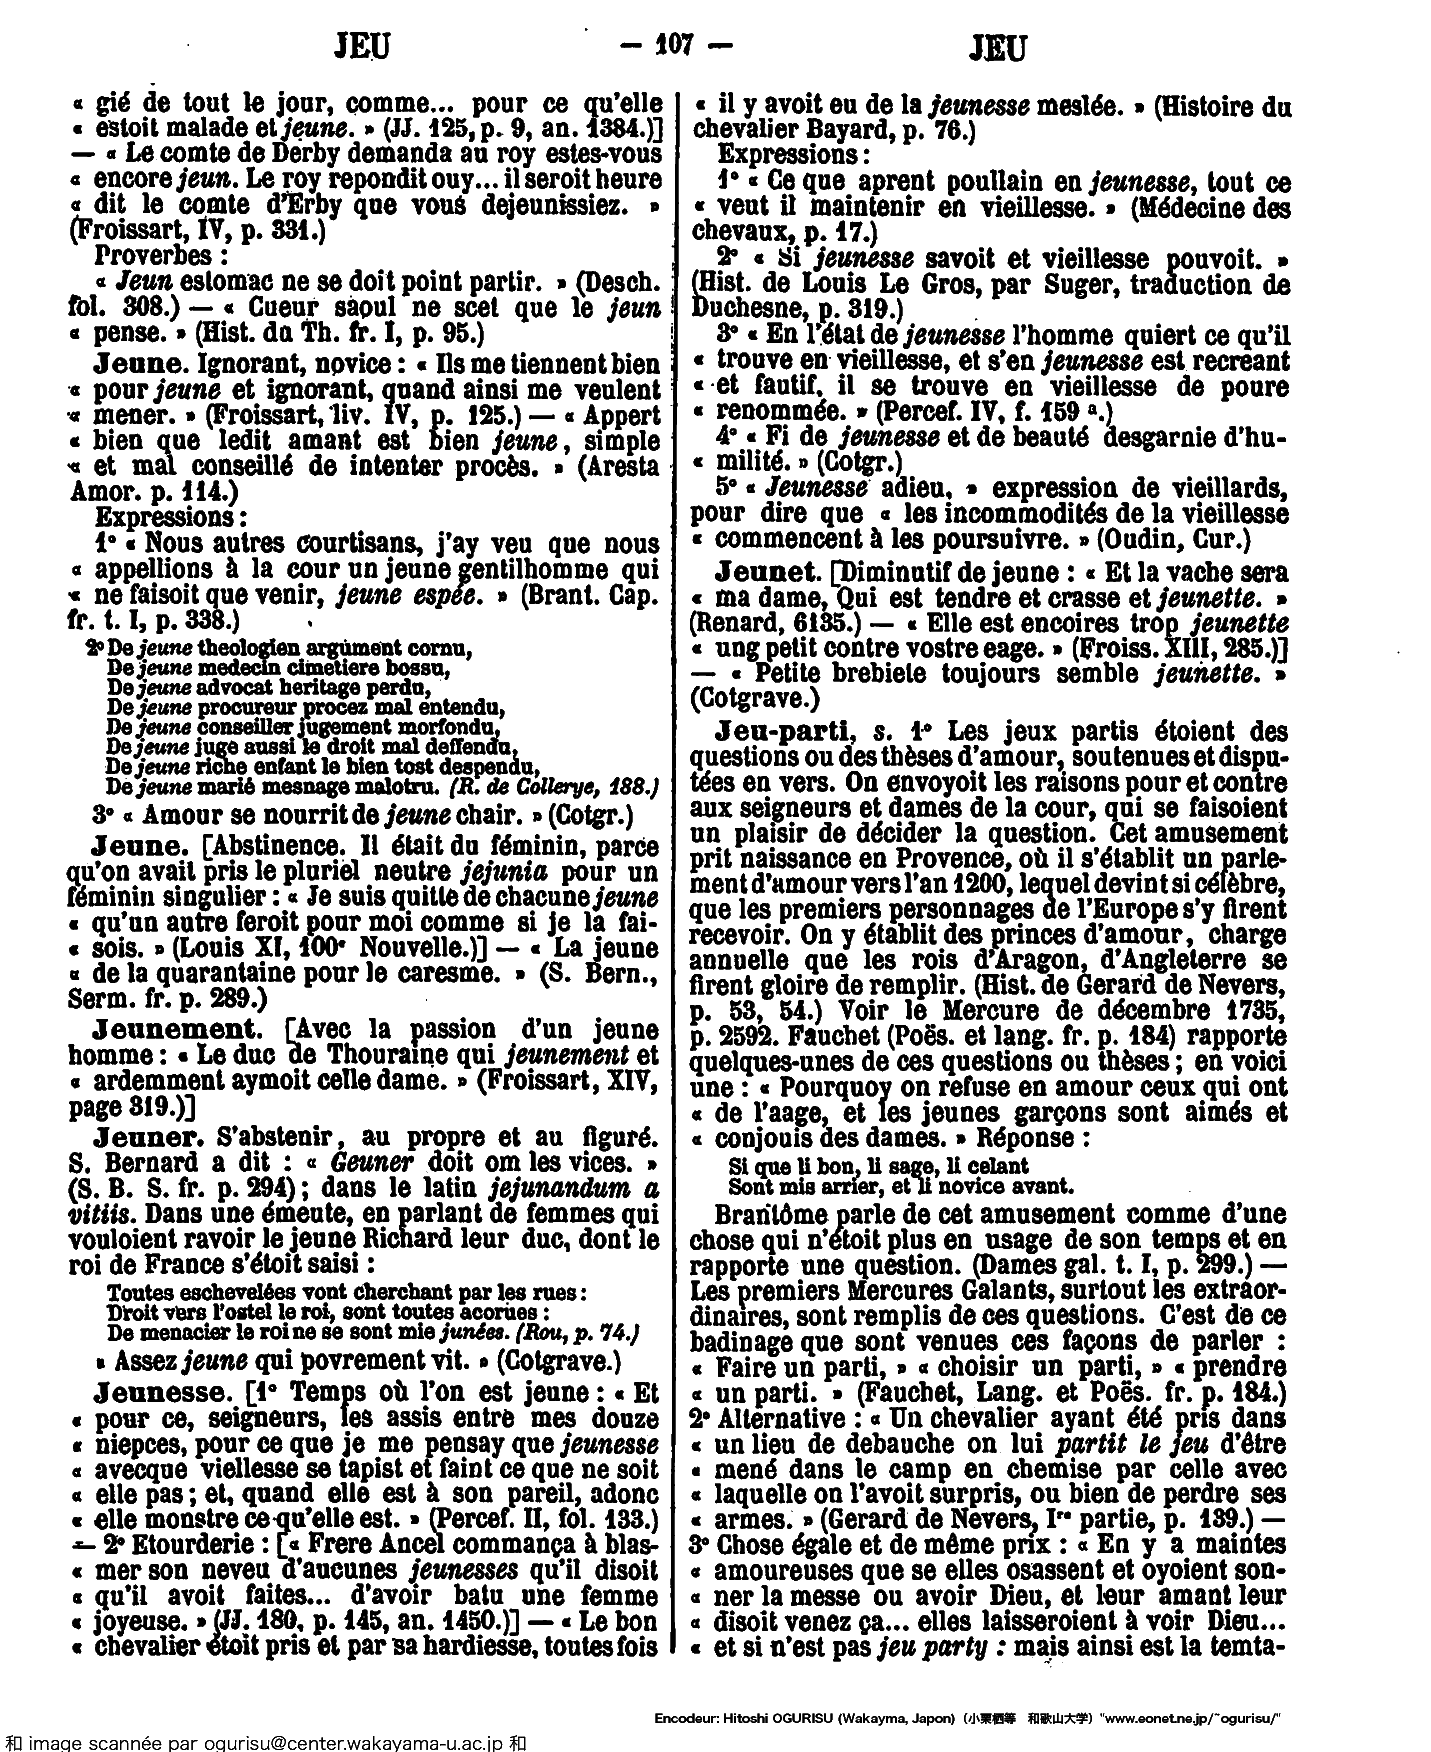 JEU — 107 — JEU
« gié de tout le jour, comme... pour ce qu'elle
« estoit malade et jeune. » (JJ. 125, p. 9, an. 1384.)]
— « Le comte de Derby demanda au roy estes-vous
« encore jeun. Le roy repondit ouy... il seroit heure
« dit le comte d'Erby que vous dejeunissiez. »
(Froissart, IV, p. 331.)
Proverbes :
« Jeun estomac ne se doit point partir. » (Desch.
fol. 308.) — « Cueur saoul ne scet que le jeun
« pense. » (Hist. du Th. fr. I, p. 95.)
Jeune. Ignorant, novice : « Ils me tiennent bien
« pour jeune et ignorant, quand ainsi me veulent
« mener. » (Froissart, liv. IV, p. 125.) — « Appert
« bien que ledit amant est bien jeune, simple
« et mal conseillé de intenter procès. » (Aresta
Amor. p. 114.)
Expressions :
1° « Nous autres courtisans, j'ay veu que nous
« appellions à la cour un jeune gentilhomme qui
« ne faisoit que venir, jeune espée. » (Brant. Cap.
fr. t. I, p. 338.)
2° De jeune theologien argument cornu,
De jeune medecin cimetiere bossu,
De jeune advocat heritage perdu,
De jeune procureur procez mal entendu,
De jeune conseiller jugement morfondu,
De jeune juge aussi le droit mal deffendu,
De jeune riche enfant le bien tost despendu,
De jeune marié mesnage malotru. (R. de Collerye, 188.)
3° « Amour se nourrit de jeune chair. » (Cotgr.)
Jeune. [Abstinence. Il était du féminin, parce
qu'on avait pris le pluriel neutre jejunia pour un
féminin singulier : « Je suis quitte de chacune jeune
« qu'un autre feroit pour moi comme si je la fai-
« sois. » (Louis XI, 100e Nouvelle.)] — « La jeune
« de la quarantaine pour le caresme. » (S. Bern.,
Serm. fr. p. 289.)
Jeunement. [Avec la passion d'un jeune
homme : « Le duc de Thouraine qui jeunement et
« ardemment aymoit celle dame. » (Froissart, XIV,
page 319.)]
Jeuner. S'abstenir, au propre et au figuré.
S. Bernard a dit : « Geuner doit om les vices. »
(S. B. S. fr. p. 294) ; dans le latin jejunandum a
vitiis. Dans une émeute, en parlant de femmes qui
vouloient ravoir le jeune Richard leur duc, dont le
roi de France s'étoit saisi :
Toutes eschevelées vont cherchant par les rues :
Droit vers l'ostel le roi, sont toutes acorues :
De menacier le roi ne se sont mie junées. (Rou, p. 74.)
« Assez jeune qui povrement vit. » (Cotgrave.)
Jeunesse. [1° Temps où l'on est jeune : « Et
« pour ce, seigneurs, les assis entre mes douze
« niepces, pour ce que je me pensay que jeunesse
« avecque viellesse se tapist et faint ce que ne soit
« elle pas ; et, quand elle est à son pareil, adonc
« elle monstre ce qu'elle est. » (Percef. II, fol. 133.)
— 2° Etourderie : [« Frere Ancel commança à blas-
« mer son neveu d'aucunes jeunesses qu'il disoit
« qu'il avoit faites... d'avoir batu une femme
« joyeuse. » (JJ. 180, p. 145, an. 1450.)] — « Le bon
« chevalier étoit pris et par sa hardiesse, toutes fois
« il y avoit eu de la jeunesse meslée. » (Histoire du
chevalier Bayard, p. 76.)
Expressions :
1° « Ce que aprent poullain en jeunesse, tout ce
« veut il maintenir en vieillesse. » (Médecine des
chevaux, p. 17.)
2° « Si jeunesse savoit et vieillesse pouvoit. »
(Hist. de Louis Le Gros, par Suger, traduction de
Duchesne, p. 319.)
3° « En l'état de jeunesse l'homme quiert ce qu'il
« trouve en vieillesse, et s'en jeunesse est recreant
« et fautif, il se trouve en vieillesse de poure
« renommée. » (Percef. IV, f. 159 a.)
4° « Fi de jeunesse et de beauté desgarnie d'hu-
« milité. » (Cotgr.)
5° « Jeunesse adieu, » expression de vieillards,
pour dire que « les incommodités de la vieillesse
« commencent à les poursuivre. » (Oudin, Cur.)
Jeunet. [Diminutif de jeune : « Et la vache sera
« ma dame, Qui est tendre et crasse et jeunette. »
(Renard, 6135.) — « Elle est encoires trop jeunette
« ung petit contre vostre eage. » (Froiss. XIII, 285.)]
— « Petite brebiete toujours semble jeunette. »
(Cotgrave.)
Jeu-parti, s. 1° Les jeux partis étoient des
questions ou des thèses d'amour, soutenues et dispu-
tées en vers. On envoyoit les raisons pour et contre
aux seigneurs et dames de la cour, qui se faisoient
un plaisir de décider la question. Cet amusement
prit naissance en Provence, où il s'établit un parle-
ment d'amour vers l'an 1200, lequel devint si célèbre,
que les premiers personnages de l'Europe s'y firent
recevoir. On y établit des princes d'amour, charge
annuelle que les rois d'Aragon, d'Angleterre se
firent gloire de remplir. (Hist. de Gerard de Nevers,
p. 53, 54.) Voir le Mercure de décembre 1735,
p. 2592. Fauchet (Poës. et lang. fr. p. 184) rapporte
quelques-unes de ces questions ou thèses ; en voici
une : « Pourquoy on refuse en amour ceux qui ont
« de l'aage, et les jeunes garçons sont aimés et
« conjouis des dames. » Réponse :
Si que li bon, li sage, li celant
Sont mis arrier, et li novice avant.
Brantôme parle de cet amusement comme d'une
chose qui n'étoit plus en usage de son temps et en
rapporte une question. (Dames gal. t. I, p. 299.) —
Les premiers Mercures Galants, surtout les extraor-
dinaires, sont remplis de ces questions. C'est de ce
badinage que sont venues ces façons de parler :
« Faire un parti, » « choisir un parti, » « prendre
« un parti. » (Fauchet, Lang. et Poës. fr. p. 184.)
2° Alternative : « Un chevalier ayant été pris dans
« un lieu de debauche on lui partit le jeu d'être
« mené dans le camp en chemise par celle avec
« laquelle on l'avoit surpris, ou bien de perdre ses
« armes. » (Gerard de Nevers, Ire partie, p. 139.) —
3° Chose égale et de même prix : « En y a maintes
« amoureuses que se elles osassent et oyoient son-
« ner la messe ou avoir Dieu, et leur amant leur
« disoit venez ça... elles laisseroient à voir Dieu...
« et si n'est pas jeu party : mais ainsi est la temta-
Encodeur: Hitoshi OGURISU (Wakayma, Japon) (小栗栖等 和歌山大学) "www.eonet.ne.jp/~ogurisu/"
和 image scannée par ogurisu@center.wakayama-u.ac.jp 和